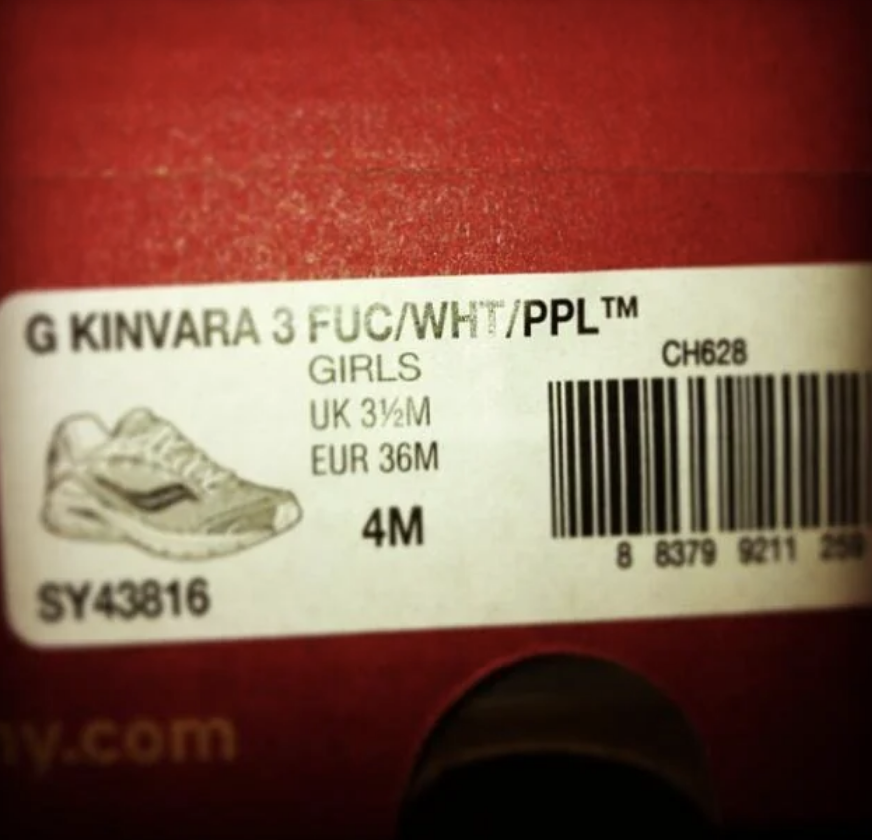 G KINVARA 3 FUC/WHT/PPL™
GIRLS
CH628
UK 3½M
EUR 36M
4M
8 8379 9211
SY43816
.com